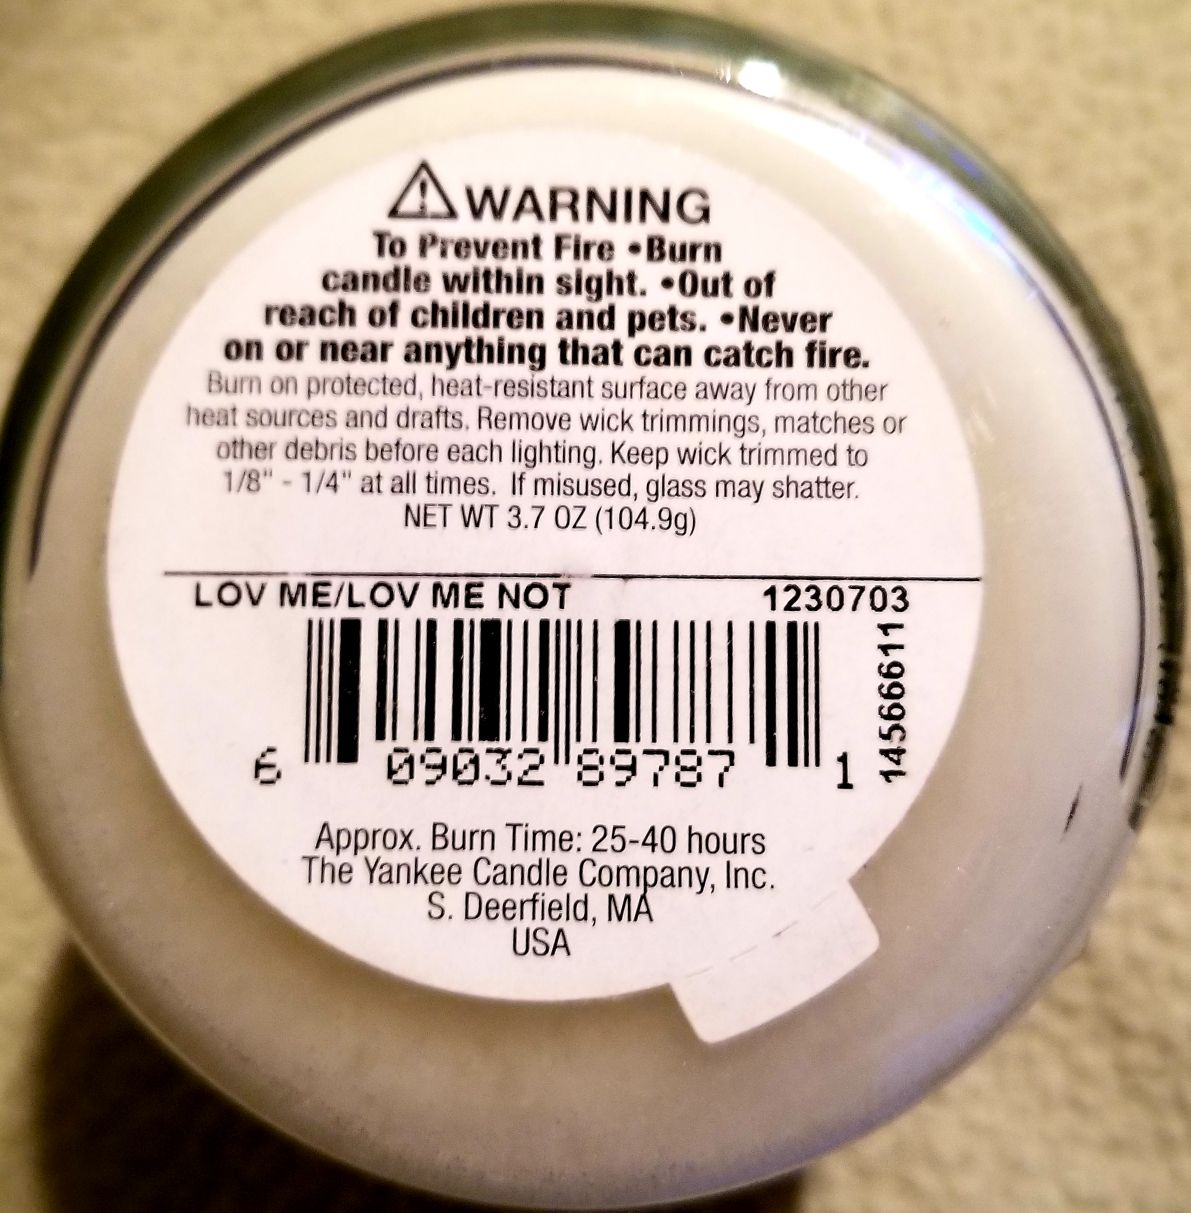 ⚠ WARNING
To Prevent Fire •Burn
candle within sight. •Out of
reach of children and pets. •Never
on or near anything that can catch fire.
Burn on protected, heat-resistant surface away from other
heat sources and drafts. Remove wick trimmings, matches or
other debris before each lighting. Keep wick trimmed to
1/8" - 1/4" at all times. If misused, glass may shatter.
NET WT 3.7 OZ (104.9g)
LOV ME/LOV ME NOT 1230703
14566611
6 09032 89787 1
Approx. Burn Time: 25-40 hours
The Yankee Candle Company, Inc.
S. Deerfield, MA
USA